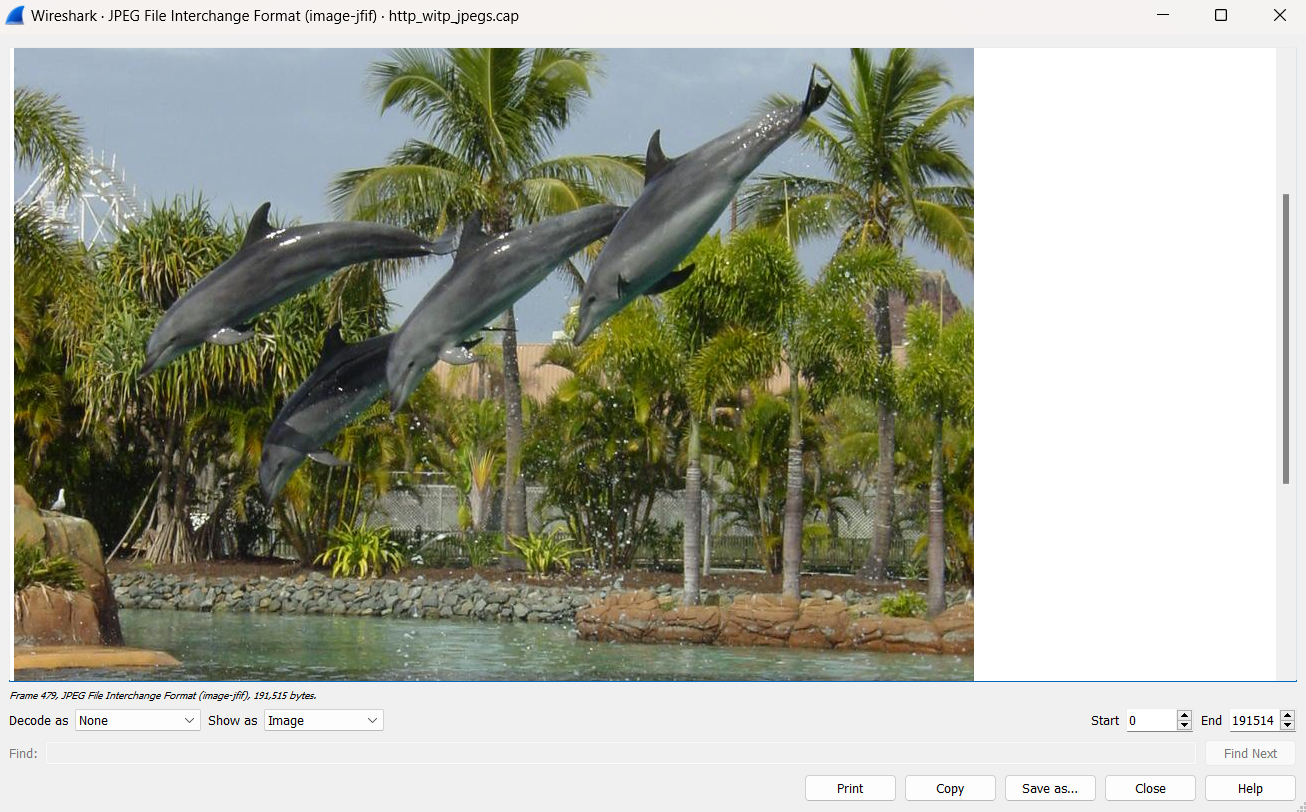 Wireshark · JPEG File Interchange Format (image-jfif) · http_witp_jpegs.cap
Frame 479, JPEG File Interchange Format (image-jfif), 191,515 bytes.
Decode as None Show as Image Start 0 End 191514
Find: Find Next
Print Copy Save as... Close Help